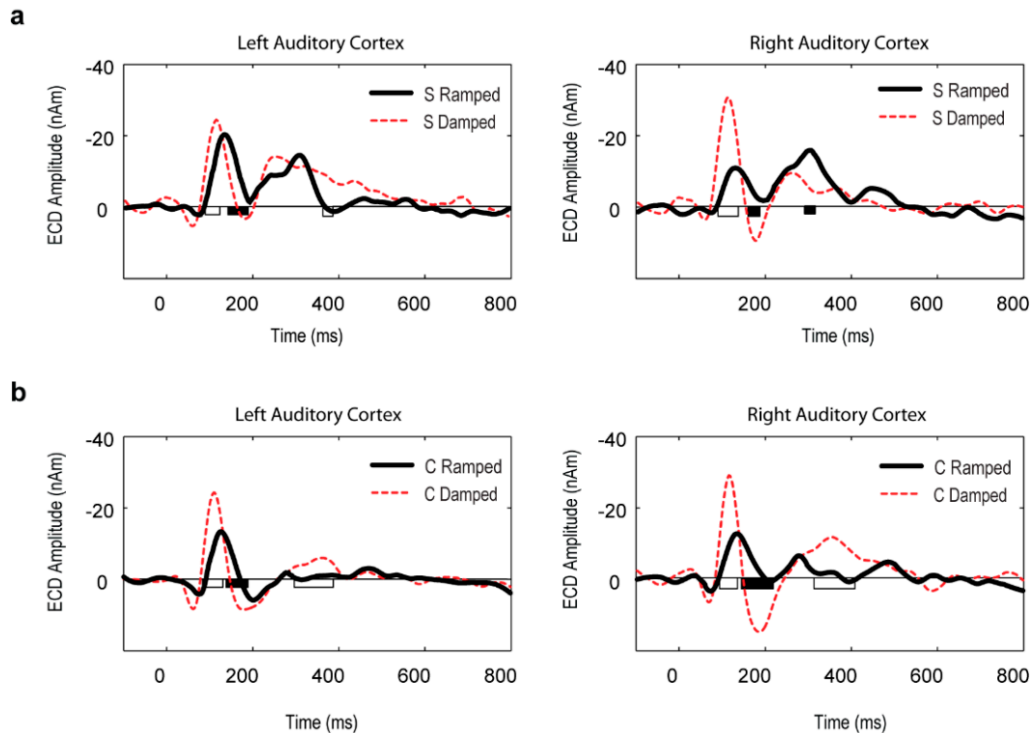 a
Left Auditory Cortex
-40
-20
0
ECD Amplitude (nAm)
S Ramped
S Damped
0 200 400 600 800
Time (ms)
Right Auditory Cortex
-40
-20
0
ECD Amplitude (nAm)
S Ramped
S Damped
0 200 400 600 800
Time (ms)
b
Left Auditory Cortex
-40
-20
0
ECD Amplitude (nAm)
C Ramped
C Damped
0 200 400 600 800
Time (ms)
Right Auditory Cortex
-40
-20
0
ECD Amplitude (nAm)
C Ramped
C Damped
0 200 400 600 800
Time (ms)